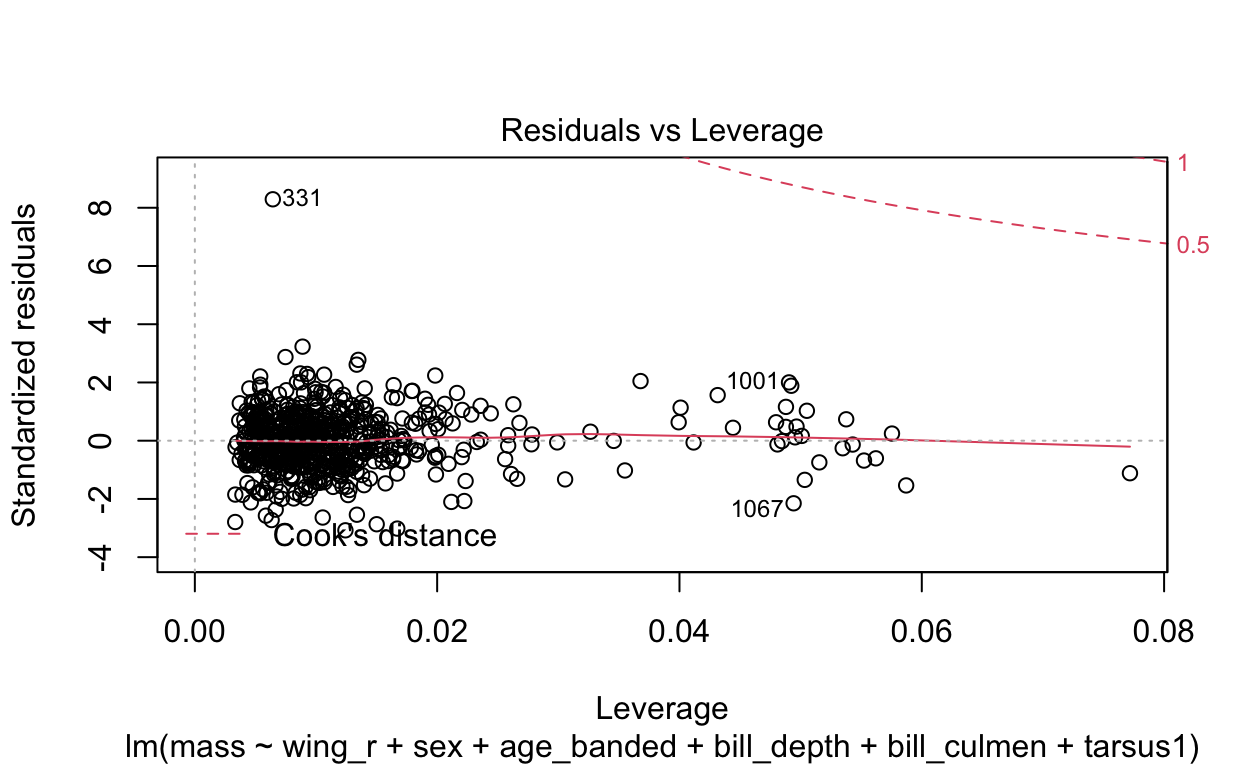 Residuals vs Leverage
1
331
8
0.5
6
Standardized residuals
4
1001
2
0
-2
1067
Cook's distance
-4
0.00 0.02 0.04 0.06 0.08
Leverage
lm(mass ~ wing_r + sex + age_banded + bill_depth + bill_culmen + tarsus1)